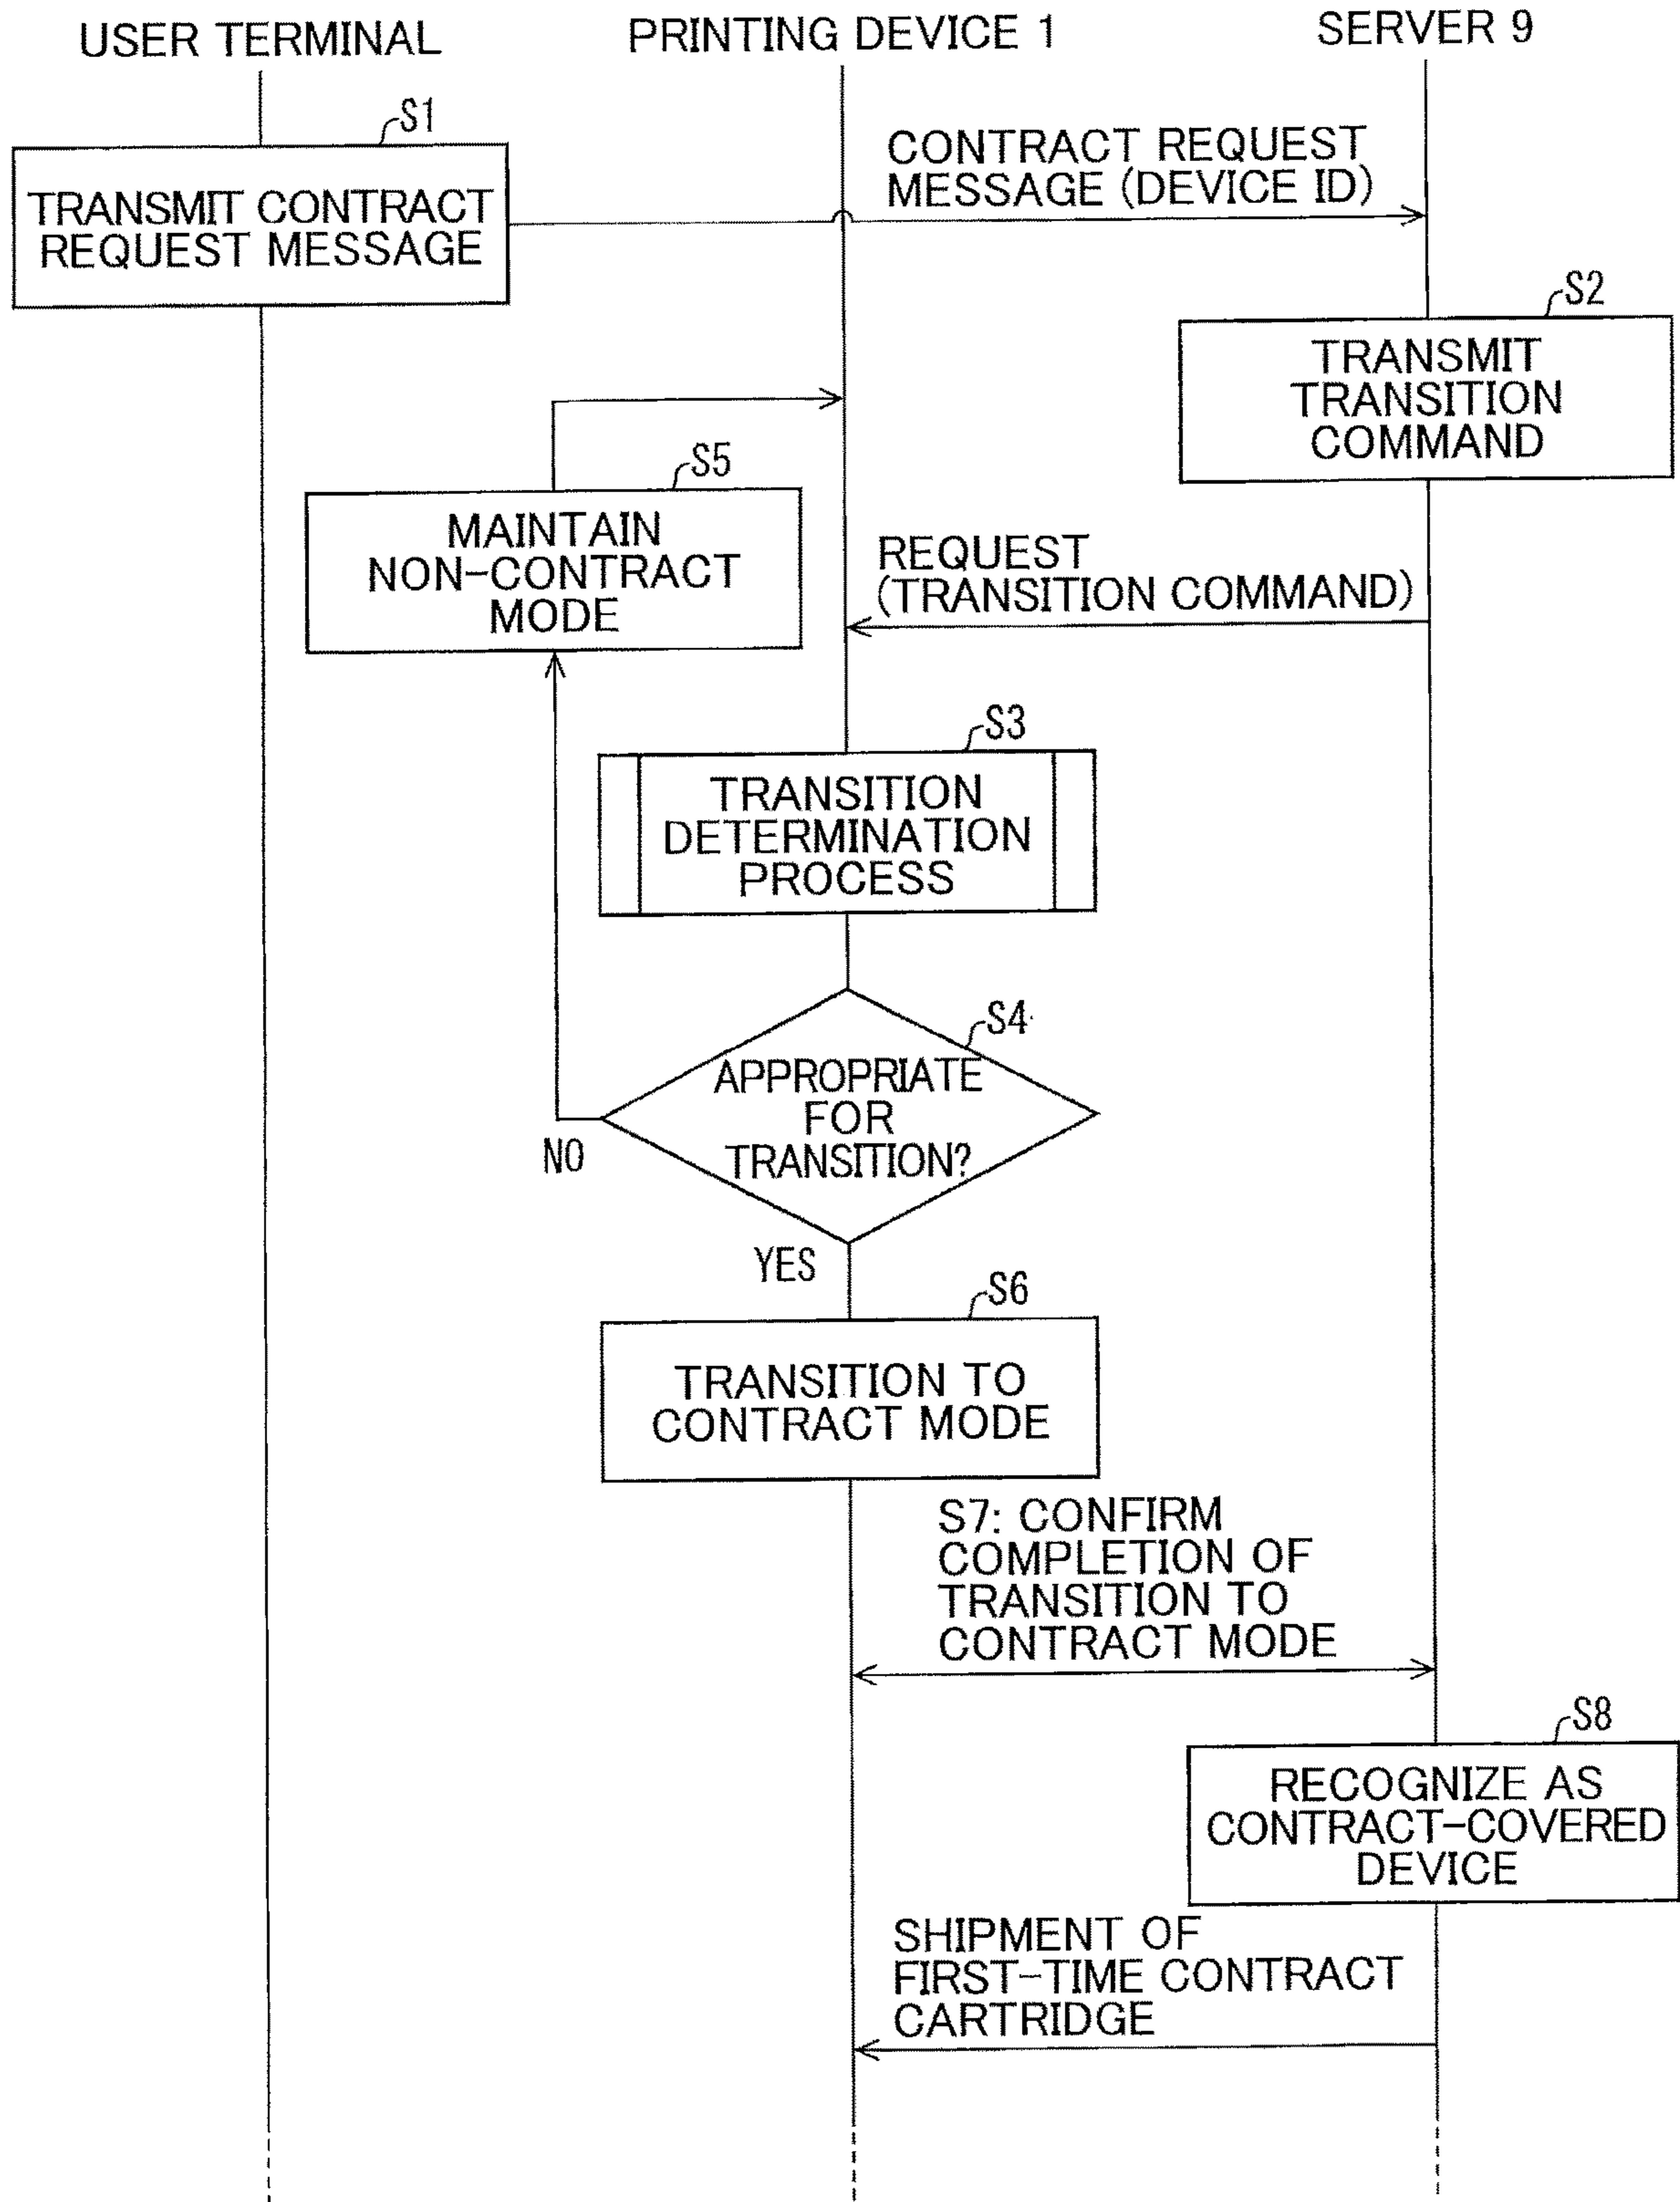 USER TERMINAL
PRINTING DEVICE 1
SERVER 9
S1
TRANSMIT CONTRACT
REQUEST MESSAGE
CONTRACT REQUEST
MESSAGE (DEVICE ID)
S2
TRANSMIT
TRANSITION
COMMAND
S5
MAINTAIN
NON-CONTRACT
MODE
REQUEST
(TRANSITION COMMAND)
S3
TRANSITION
DETERMINATION
PROCESS
S4
APPROPRIATE
FOR
TRANSITION?
NO
YES
S6
TRANSITION TO
CONTRACT MODE
S7: CONFIRM
COMPLETION OF
TRANSITION TO
CONTRACT MODE
S8
RECOGNIZE AS
CONTRACT-COVERED
DEVICE
SHIPMENT OF
FIRST-TIME CONTRACT
CARTRIDGE